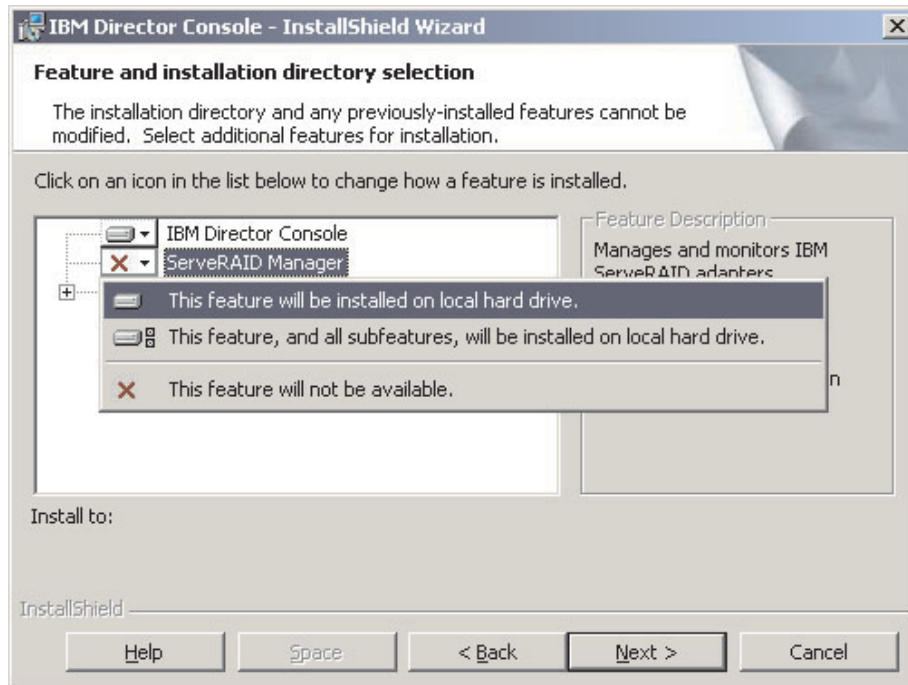 IBM Director Console - InstallShield Wizard
Feature and installation directory selection
The installation directory and any previously-installed features cannot be
modified. Select additional features for installation.
Click on an icon in the list below to change how a feature is installed.
IBM Director Console
ServeRAID Manager
Feature Description
Manages and monitors IBM
ServeRAID adapters
This feature will be installed on local hard drive.
This feature, and all subfeatures, will be installed on local hard drive.
This feature will not be available.
n
Install to:
InstallShield
Help
Space
< Back
Next >
Cancel